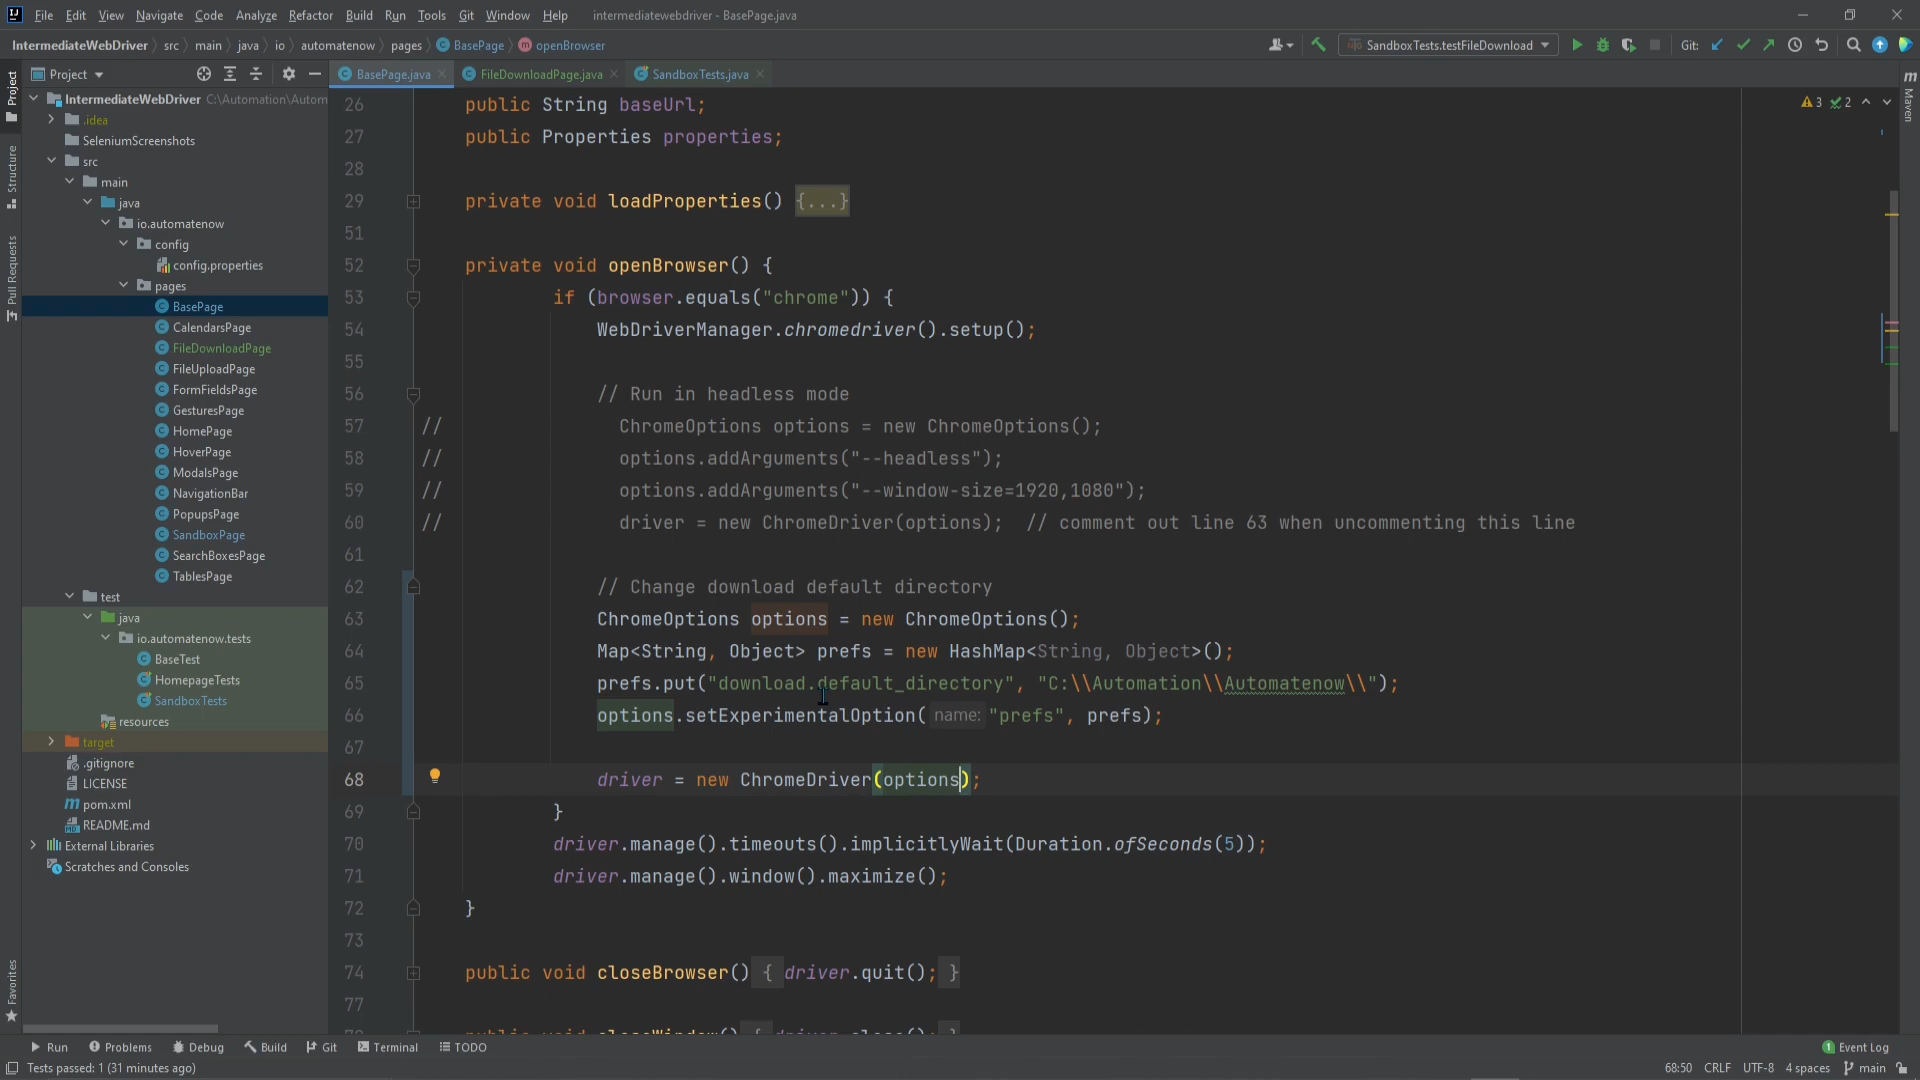 File Edit View Navigate Code Analyze Refactor Build Run Tools Git Window Help intermediatewebdriver - BasePage.java
IntermediateWebDriver src main java io automatenow pages BasePage openBrowser SandboxTests.testFileDownload Git:
Project BasePage.java FileDownloadPage.java SandboxTests.java
Project
Structure
Pull Requests
Favorites
IntermediateWebDriver C:\Automation\Autom
.idea
SeleniumScreenshots
src
main
java
io.automatenow
config
config.properties
pages
BasePage
CalendarsPage
FileDownloadPage
FileUploadPage
FormFieldsPage
GesturesPage
HomePage
HoverPage
ModalsPage
NavigationBar
PopupsPage
SandboxPage
SearchBoxesPage
TablesPage
test
java
io.automatenow.tests
BaseTest
HomepageTests
SandboxTests
resources
target
.gitignore
LICENSE
pom.xml
README.md
External Libraries
Scratches and Consoles
26 public String baseUrl;
27 public Properties properties;
28
29 private void loadProperties() {...}
51
52 private void openBrowser() {
53 if (browser.equals("chrome")) {
54 WebDriverManager.chromedriver().setup();
55
56 // Run in headless mode
57 // ChromeOptions options = new ChromeOptions();
58 // options.addArguments("--headless");
59 // options.addArguments("--window-size=1920,1080");
60 // driver = new ChromeDriver(options); // comment out line 63 when uncommenting this line
61
62 // Change download default directory
63 ChromeOptions options = new ChromeOptions();
64 Map<String, Object> prefs = new HashMap<String, Object>();
65 prefs.put("download.default_directory", "C:\\Automation\\Automatenow\\");
66 options.setExperimentalOption( name: "prefs", prefs);
67
68 driver = new ChromeDriver(options);
69 }
70 driver.manage().timeouts().implicitlyWait(Duration.ofSeconds(5));
71 driver.manage().window().maximize();
72 }
73
74 public void closeBrowser() { driver.quit(); }
77
3 2
Maven
Run Problems Debug Build Git Terminal TODO 1 Event Log
Tests passed: 1 (31 minutes ago) 68:50 CRLF UTF-8 4 spaces main